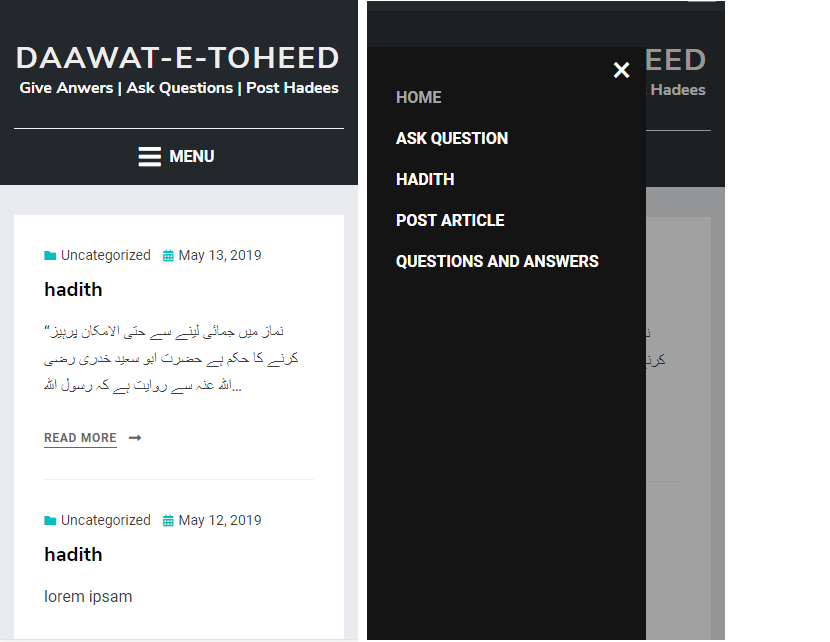 DAAWAT-E-TOHEED
Give Anwers | Ask Questions | Post Hadees
MENU
Uncategorized May 13, 2019
hadith
“نماز میں جمائی لینے سے حتی الامکان پرہیز
کرنے کا حکم ہے حضرت ابو سعید خدری رضی
اللہ عنہ سے روایت ہے کہ رسول اللہ...
READ MORE →
Uncategorized May 12, 2019
hadith
lorem ipsam
EED
Hadees
×
HOME
ASK QUESTION
HADITH
POST ARTICLE
QUESTIONS AND ANSWERS